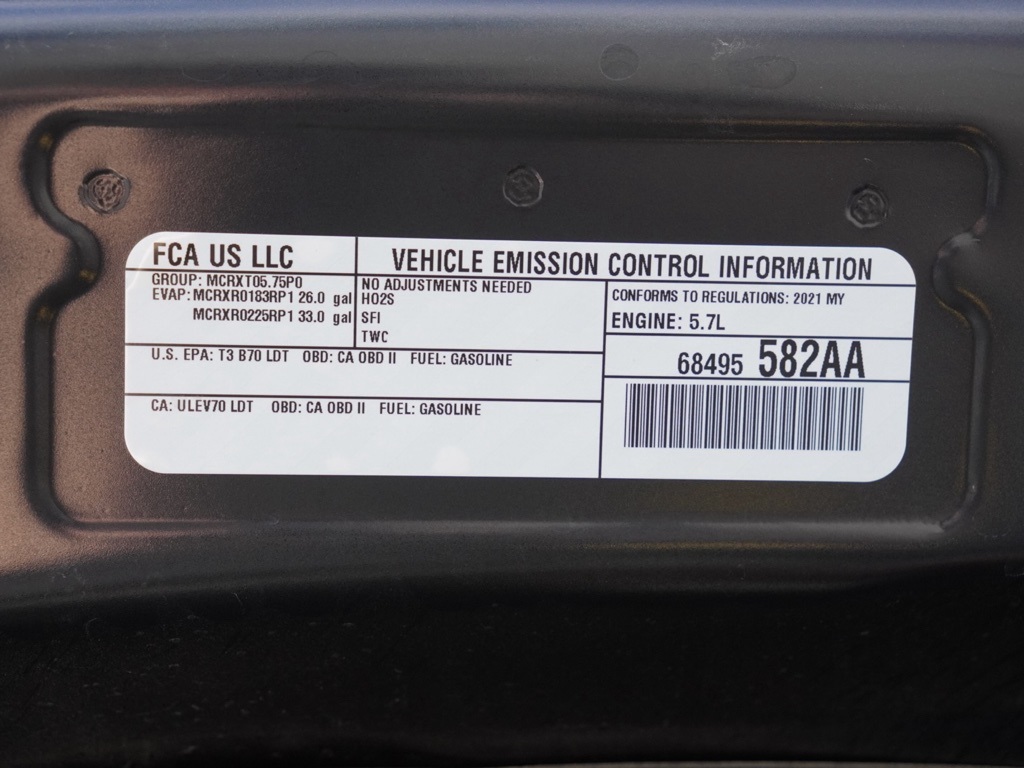 FCA US LLC
VEHICLE EMISSION CONTROL INFORMATION
GROUP: MCRXT05.75P0
EVAP: MCRXR0183RP1 26.0 gal
MCRXR0225RP1 33.0 gal
NO ADJUSTMENTS NEEDED
HO2S
SFI
TWC
CONFORMS TO REGULATIONS: 2021 MY
ENGINE: 5.7L
U.S. EPA: T3 B70 LDT OBD: CA OBD II FUEL: GASOLINE
68495 582AA
CA: ULEV70 LDT OBD: CA OBD II FUEL: GASOLINE